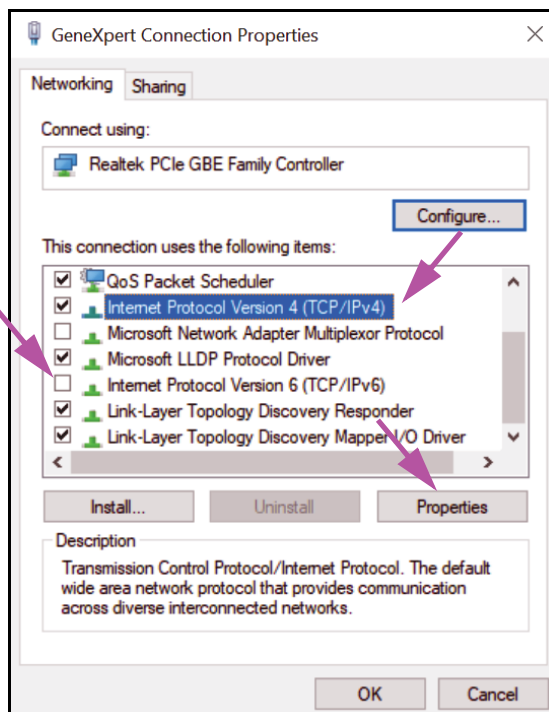 GeneXpert Connection Properties
Networking
Sharing
Connect using:
Realtek PCIe GBE Family Controller
Configure...
This connection uses the following items:
QoS Packet Scheduler
Internet Protocol Version 4 (TCP/IPv4)
Microsoft Network Adapter Multiplexor Protocol
Microsoft LLDP Protocol Driver
Internet Protocol Version 6 (TCP/IPv6)
Link-Layer Topology Discovery Responder
Link-Layer Topology Discovery Mapper I/O Driver
Install...
Uninstall
Properties
Description
Transmission Control Protocol/Internet Protocol. The default
wide area network protocol that provides communication
across diverse interconnected networks.
OK
Cancel